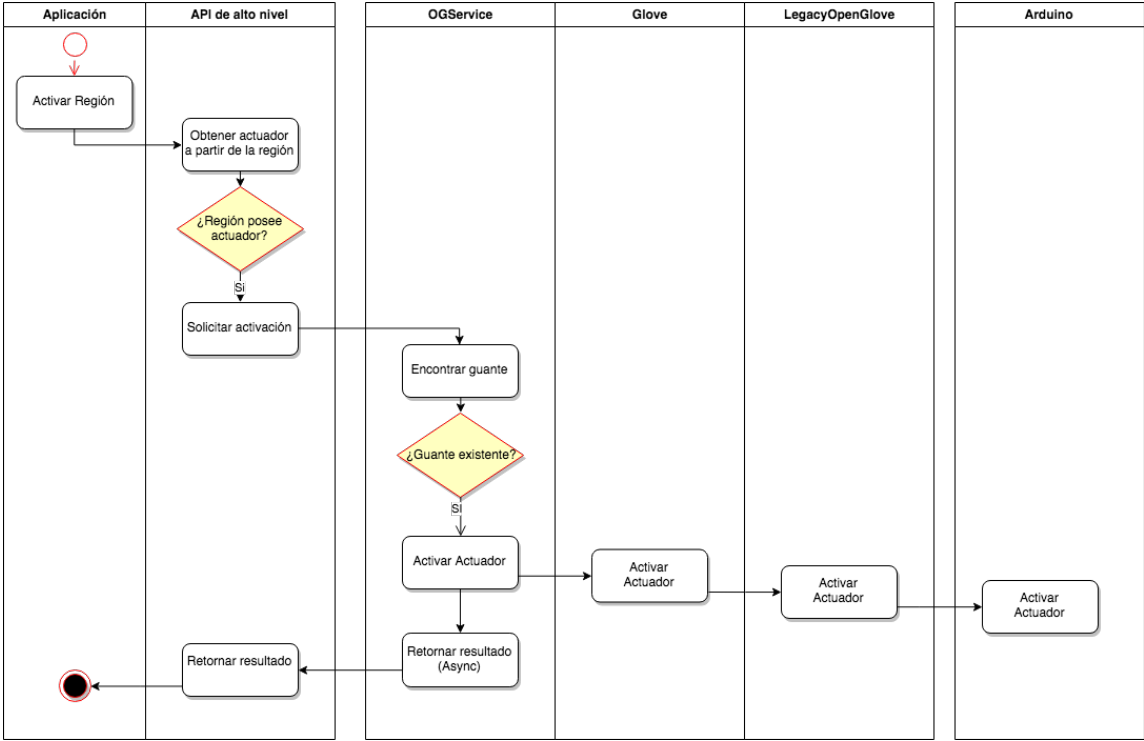 Aplicación
API de alto nivel
OGService
Glove
LegacyOpenGlove
Arduino
Activar Región
Obtener actuador
a partir de la región
¿Región posee
actuador?
Si
Solicitar activación
Encontrar guante
¿Guante existente?
SI
Activar Actuador
Activar
Actuador
Activar
Actuador
Activar
Actuador
Retornar resultado
(Async)
Retornar resultado